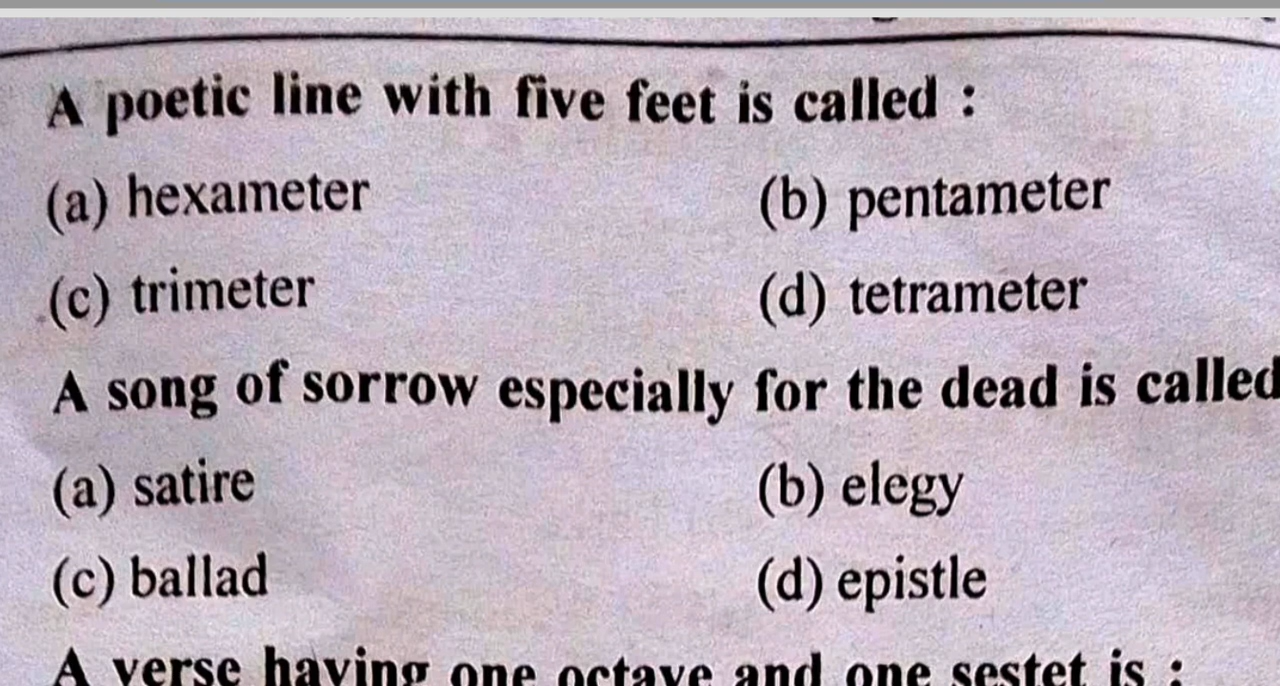 A poetic line with five feet is called :
(a) hexameter (b) pentameter
(c) trimeter (d) tetrameter
A song of sorrow especially for the dead is called
(a) satire (b) elegy
(c) ballad (d) epistle
A verse having one octave and one sestet is :